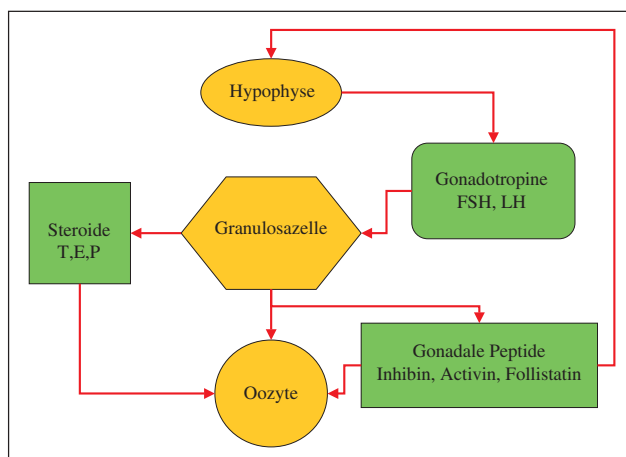 Hypophyse
Gonadotropine
FSH, LH
Granulosazelle
Steroide
T,E,P
Gonadale Peptide
Inhibin, Activin, Follistatin
Oozyte